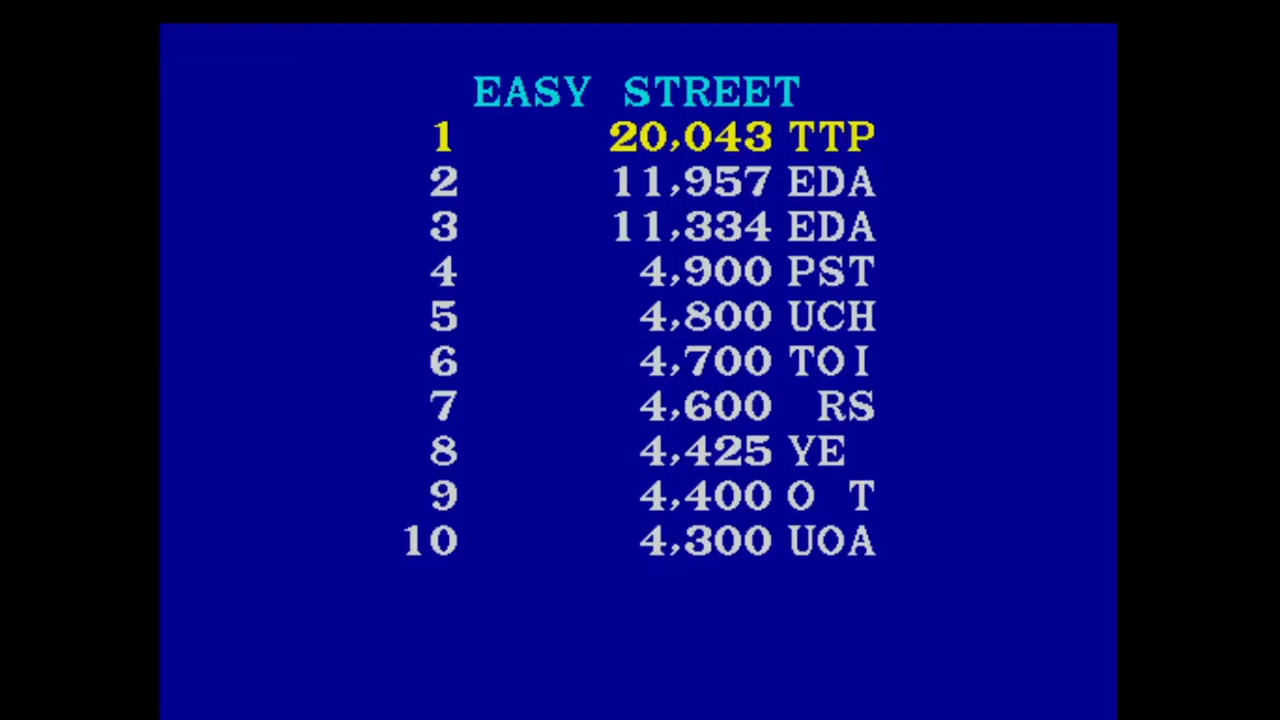 EASY STREET
1 20,043 TTP
2 11,957 EDA
3 11,334 EDA
4 4,900 PST
5 4,800 UCH
6 4,700 TOI
7 4,600  RS
8 4,425 YE
9 4,400 O T
10 4,300 UOA